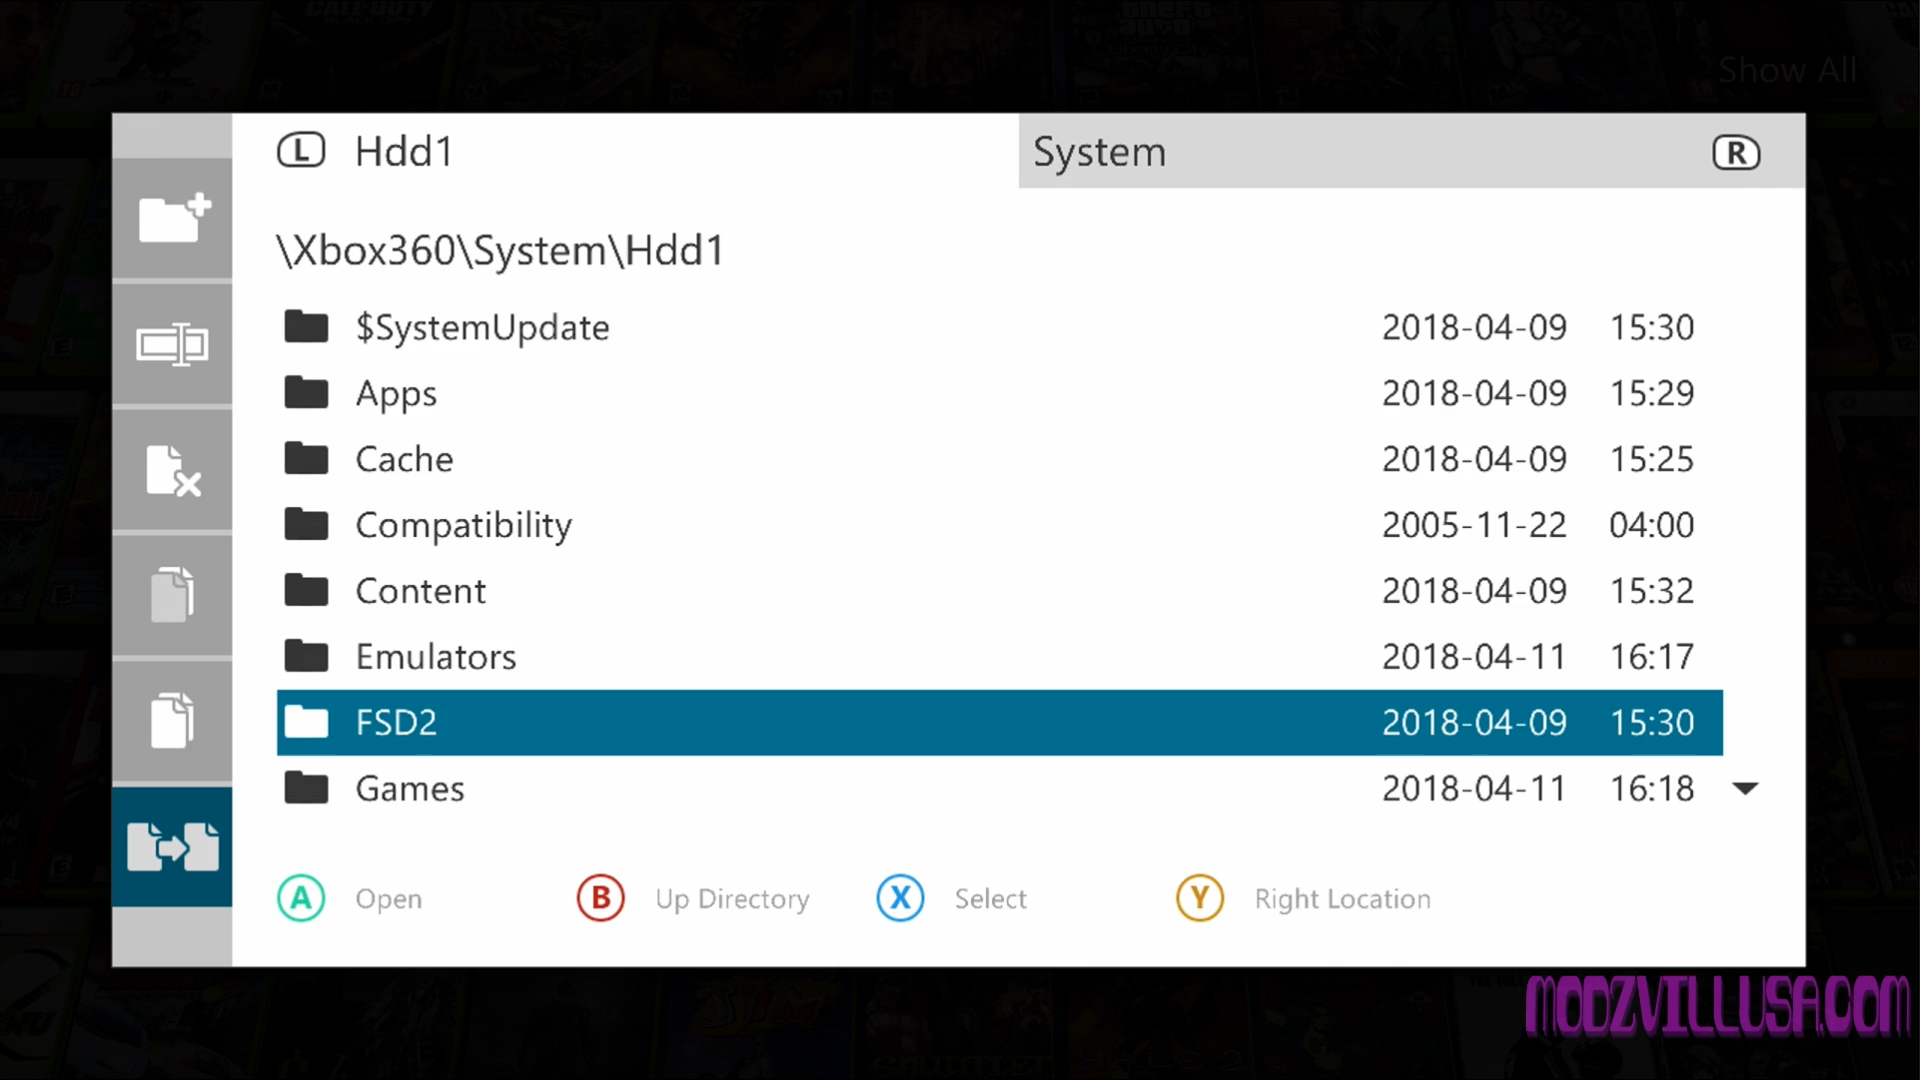 Show All
L Hdd1 System R
\Xbox360\System\Hdd1
$SystemUpdate 2018-04-09 15:30
Apps 2018-04-09 15:29
Cache 2018-04-09 15:25
Compatibility 2005-11-22 04:00
Content 2018-04-09 15:32
Emulators 2018-04-11 16:17
FSD2 2018-04-09 15:30
Games 2018-04-11 16:18
A Open B Up Directory X Select Y Right Location
MODZVILLUSA.COM